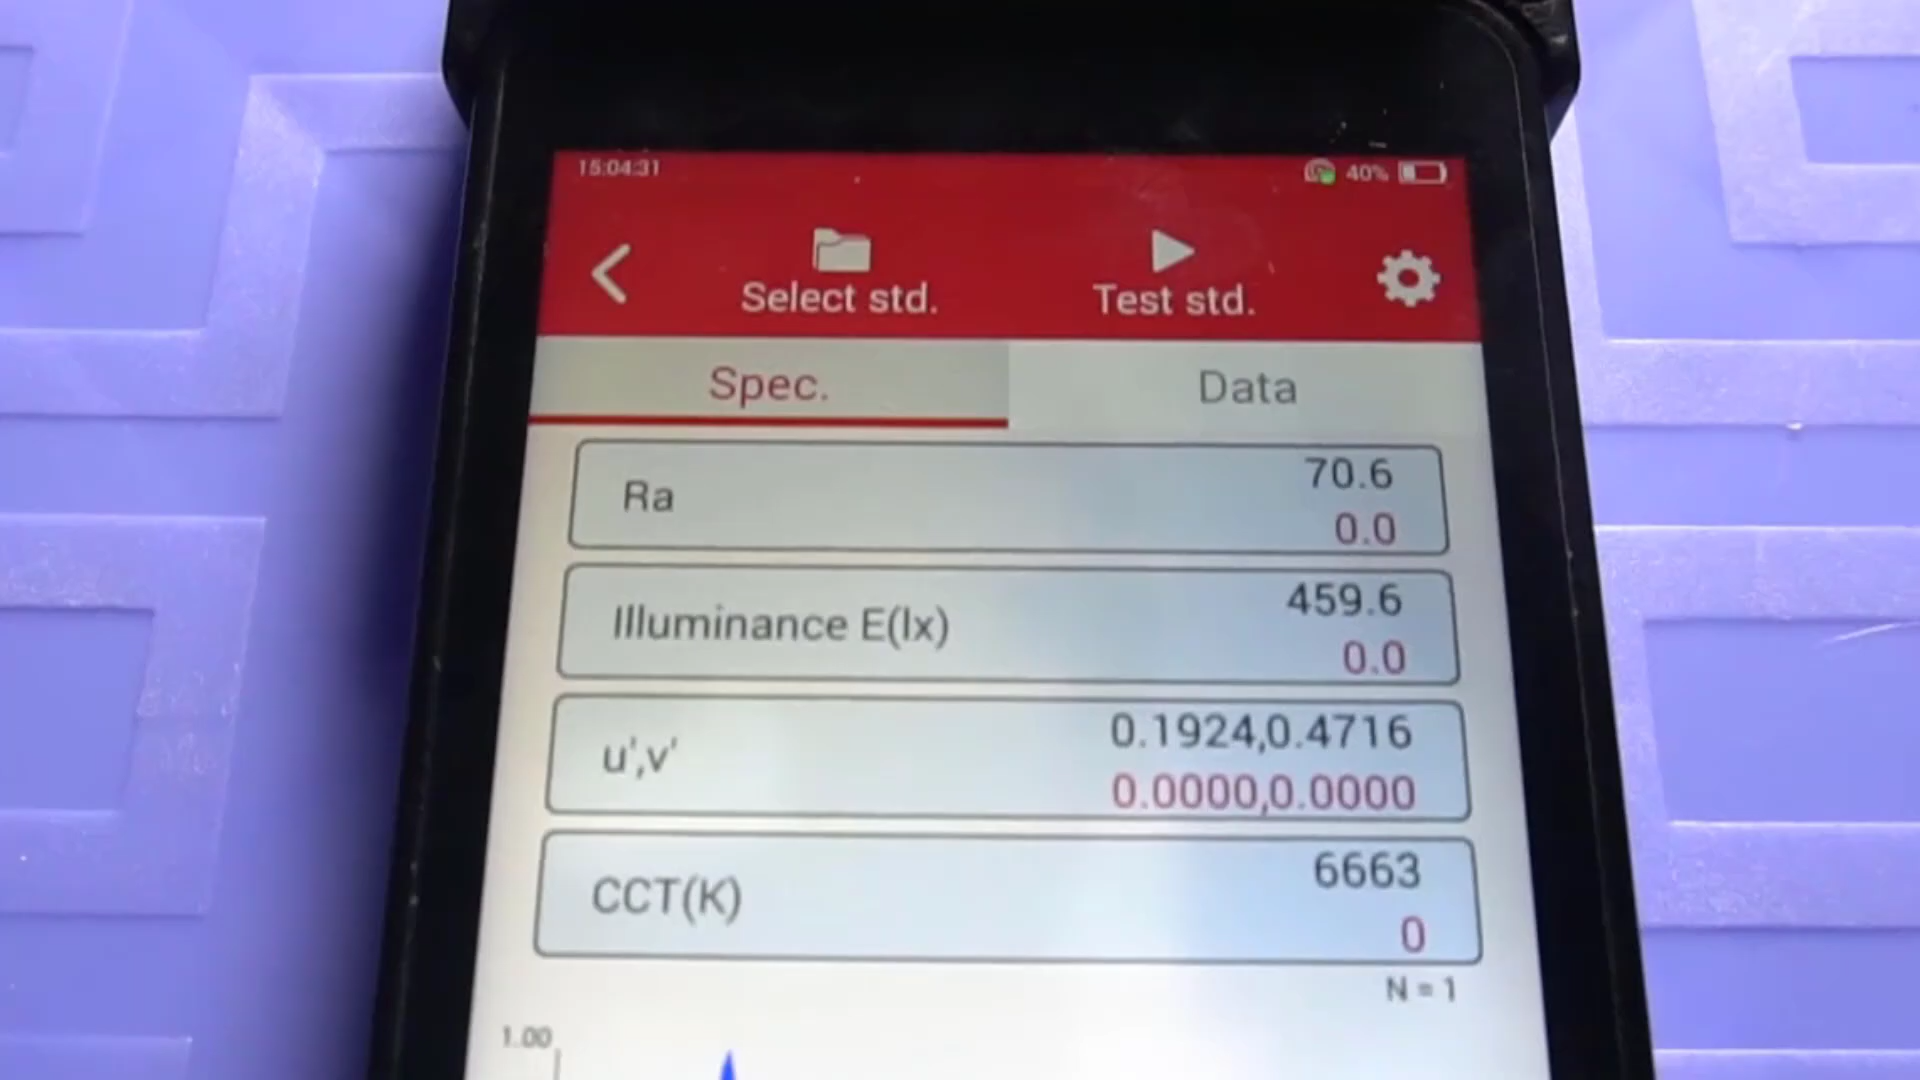 15:04:31 40%
Select std. Test std.
Spec. Data
Ra 70.6
0.0
Illuminance E(lx) 459.6
0.0
u',v' 0.1924,0.4716
0.0000,0.0000
CCT(K) 6663
0
N = 1
1.00